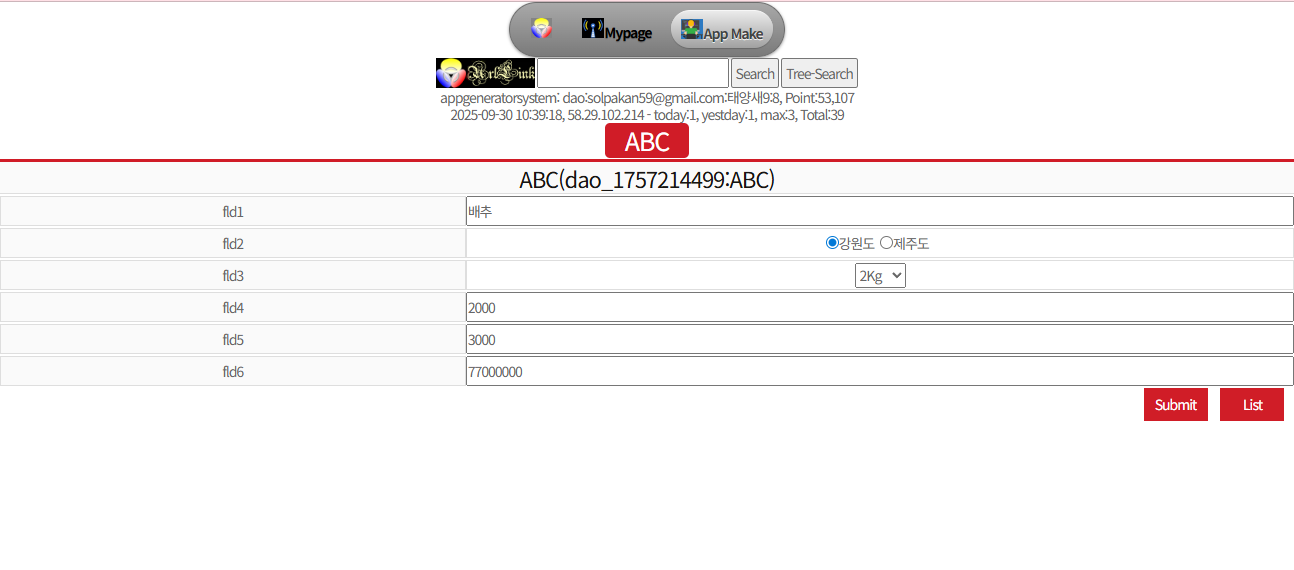 Mypage App Make
UrlLink Search Tree-Search
appgeneratorsystem: dao:solpakan59@gmail.com:태양새9:8, Point:53,107
2025-09-30 10:39:18, 58.29.102.214 - today:1, yestday:1, max:3, Total:39
ABC
ABC(dao_1757214499:ABC)
fld1 배추
fld2 강원도 제주도
fld3 2Kg
fld4 2000
fld5 3000
fld6 77000000
Submit List